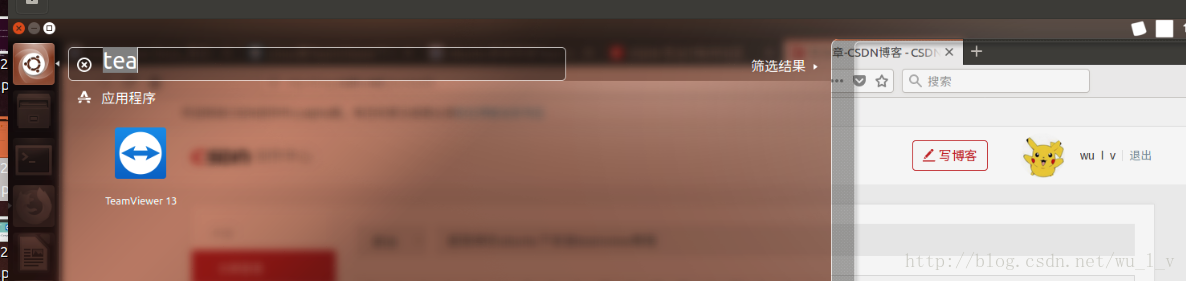 tea
筛选结果
章-CSDN博客 - CSDN
搜索
应用程序
写博客
wu l v
退出
TeamViewer 13
http://blog.csdn.net/wu_l_v